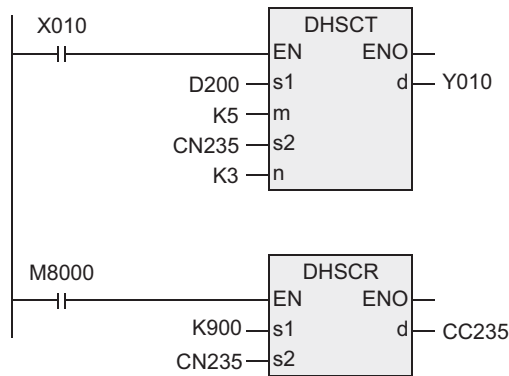 X010
DHSCT
EN ENO
D200 s1 d Y010
K5 m
CN235 s2
K3 n
M8000
DHSCR
EN ENO
K900 s1 d CC235
CN235 s2